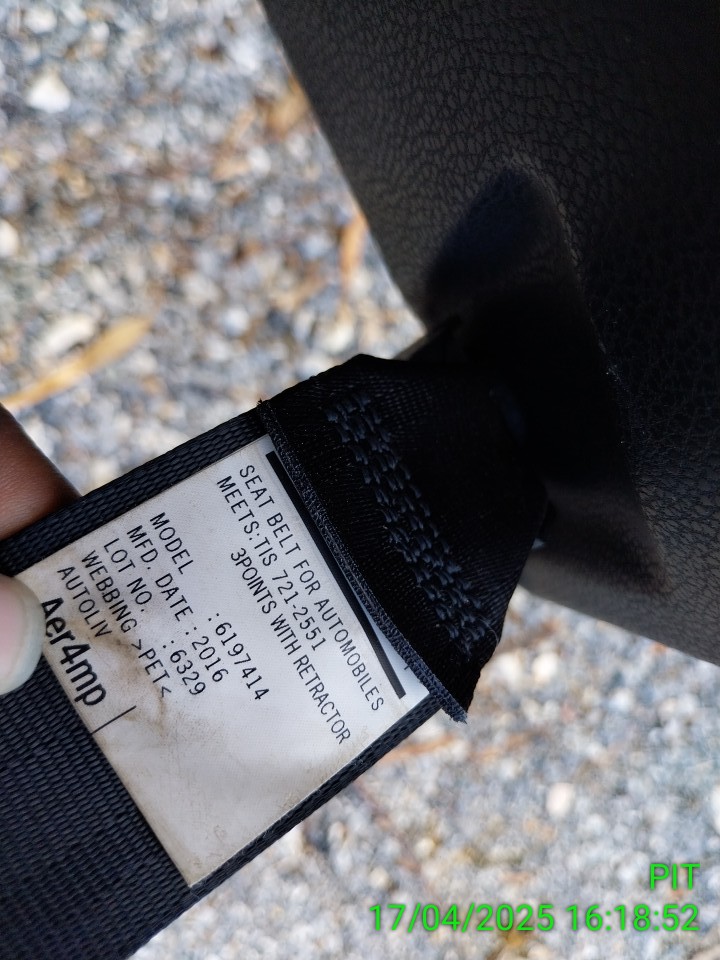 SEAT BELT FOR AUTOMOBILES
MEETS: TIS 721-2551
3POINTS WITH RETRACTOR
MODEL : 6197414
MFD. DATE : 2016
LOT NO. : 6329
WEBBING >PET<
AUTOLIV
Aer4mp
PIT
17/04/2025 16:18:52